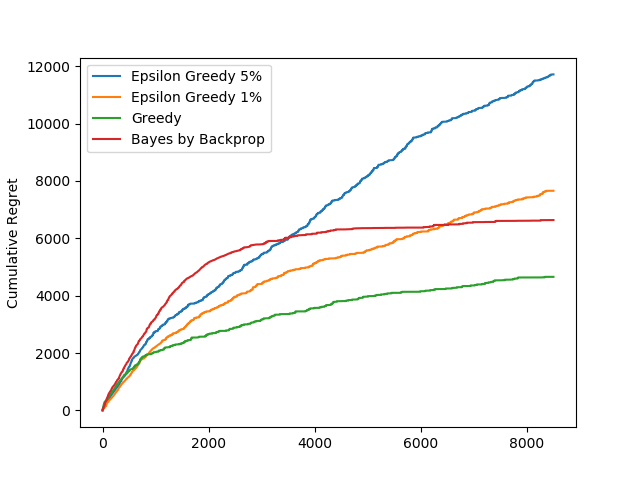 12000
10000
8000
6000
4000
2000
0
Cumulative Regret
Epsilon Greedy 5%
Epsilon Greedy 1%
Greedy
Bayes by Backprop
0 2000 4000 6000 8000